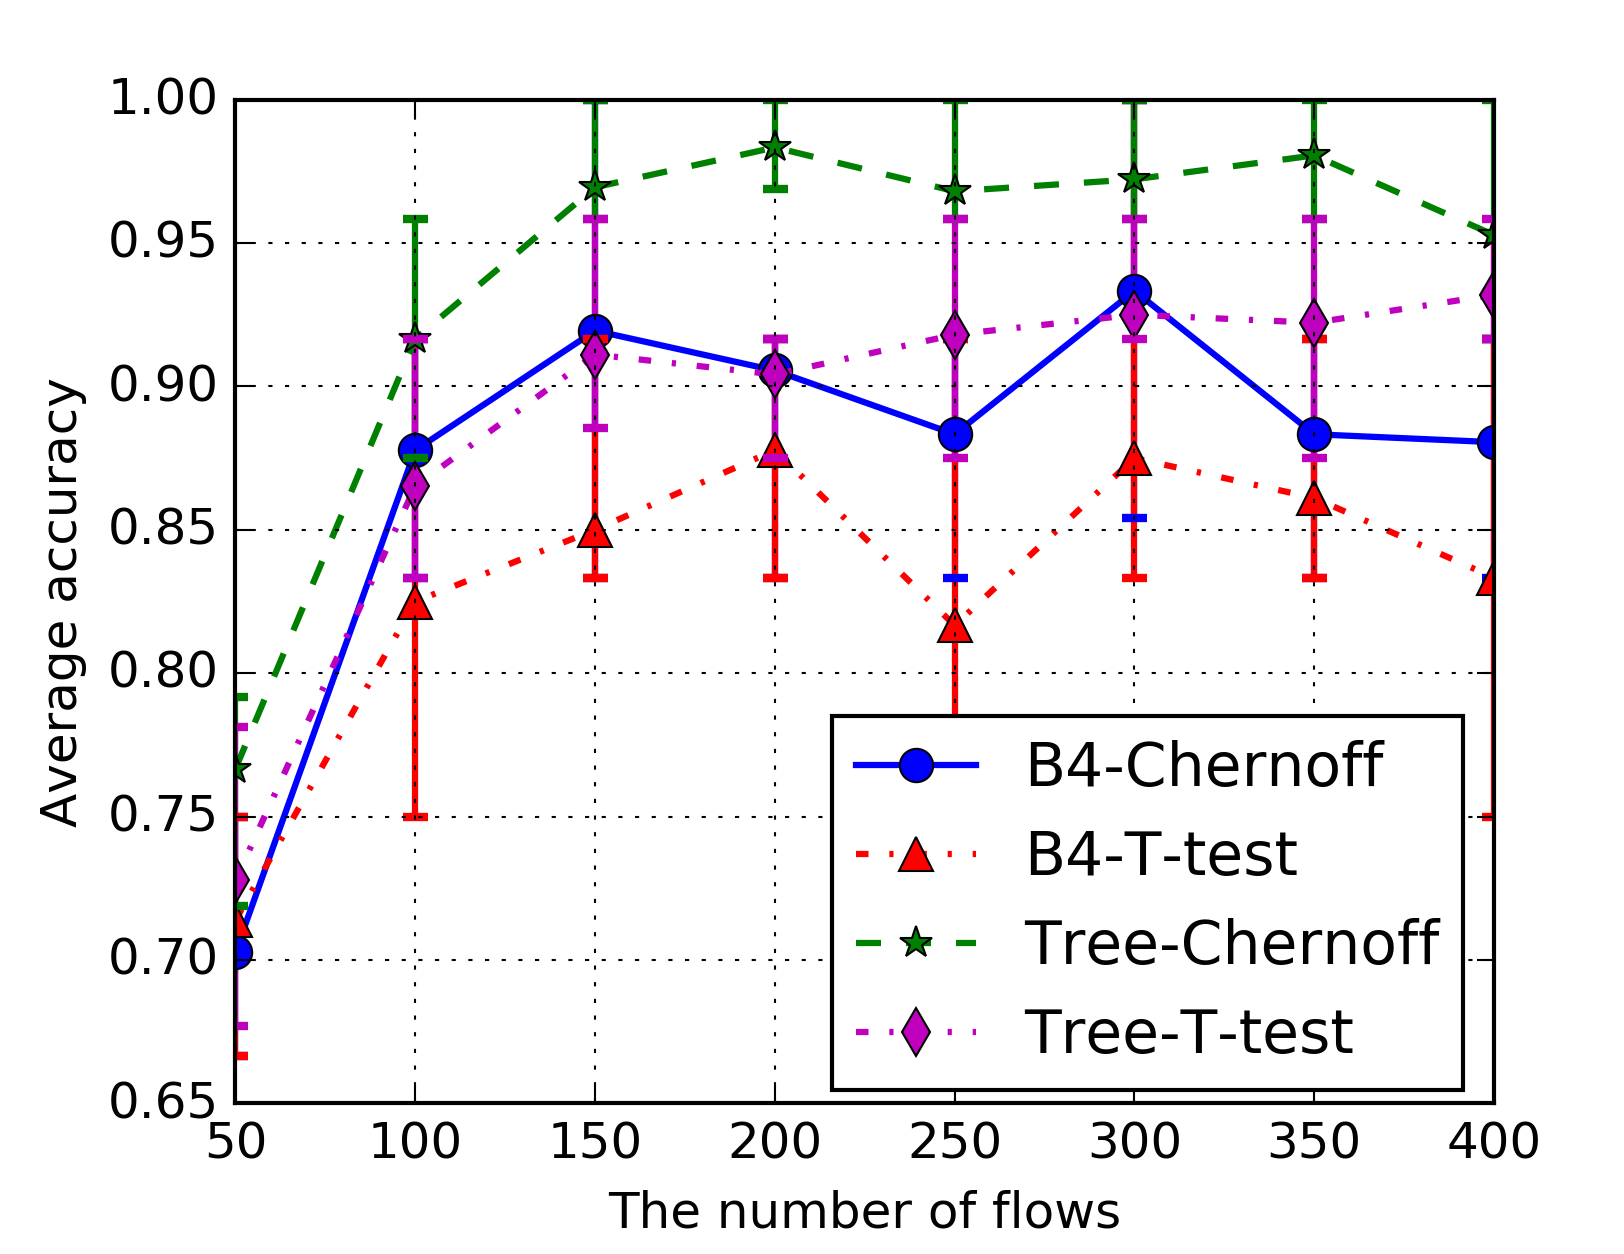 1.00
0.95
0.90
0.85
0.80
0.75
0.70
0.65
Average accuracy
50 100 150 200 250 300 350 400
The number of flows
B4-Chernoff
B4-T-test
Tree-Chernoff
Tree-T-test